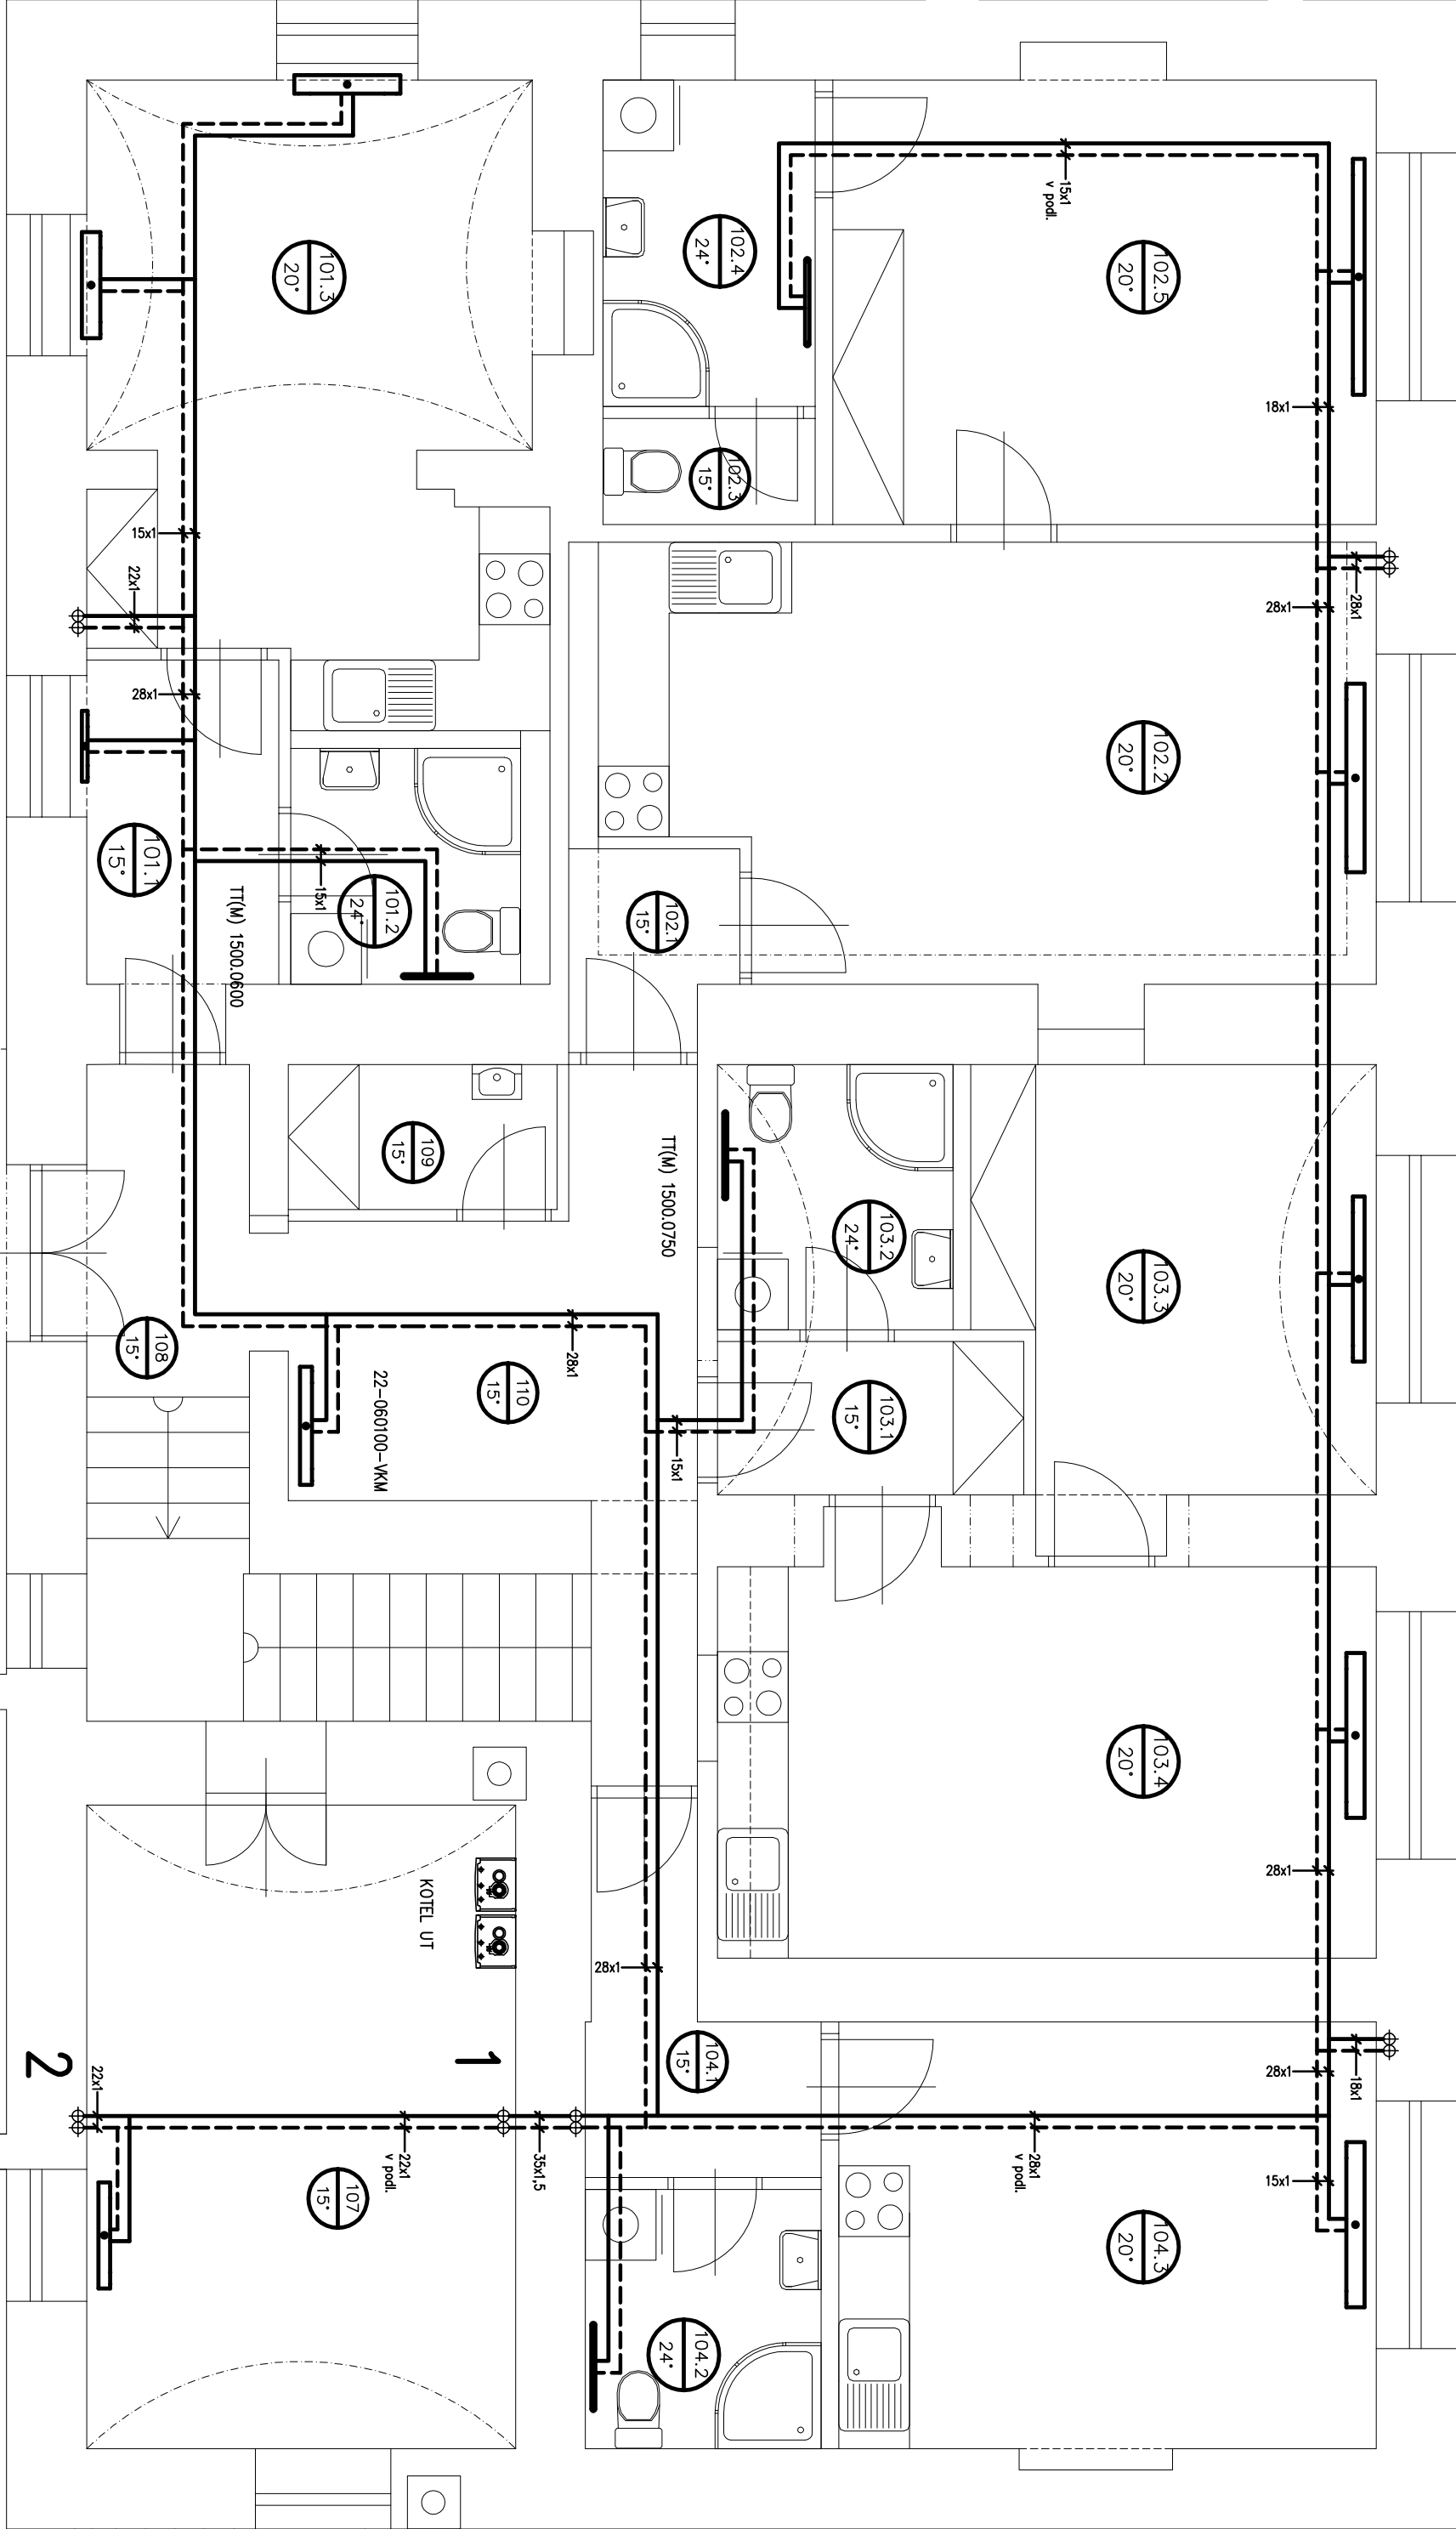 15x1
v podl.
102.4
24°
102.5
20°
101.3
20°
18x1
102.3
15°
15x1
22x1
28x1
28x1
28x1
102.2
20°
101.1
15°
15x1
101.2
24°
102.1
15°
TT(M) 1500.0600
109
15°
TT(M) 1500.0750
103.2
24°
103.3
20°
108
15°
28x1
22-060100-VKM
110
15°
103.1
15°
15x1
103.4
20°
28x1
KOTEL UT
28x1
104.1
15°
1
2
22x1
28x1
18x1
22x1
v podl.
35x1,5
28x1
v podl.
15x1
107
15°
104.3
20°
104.2
24°